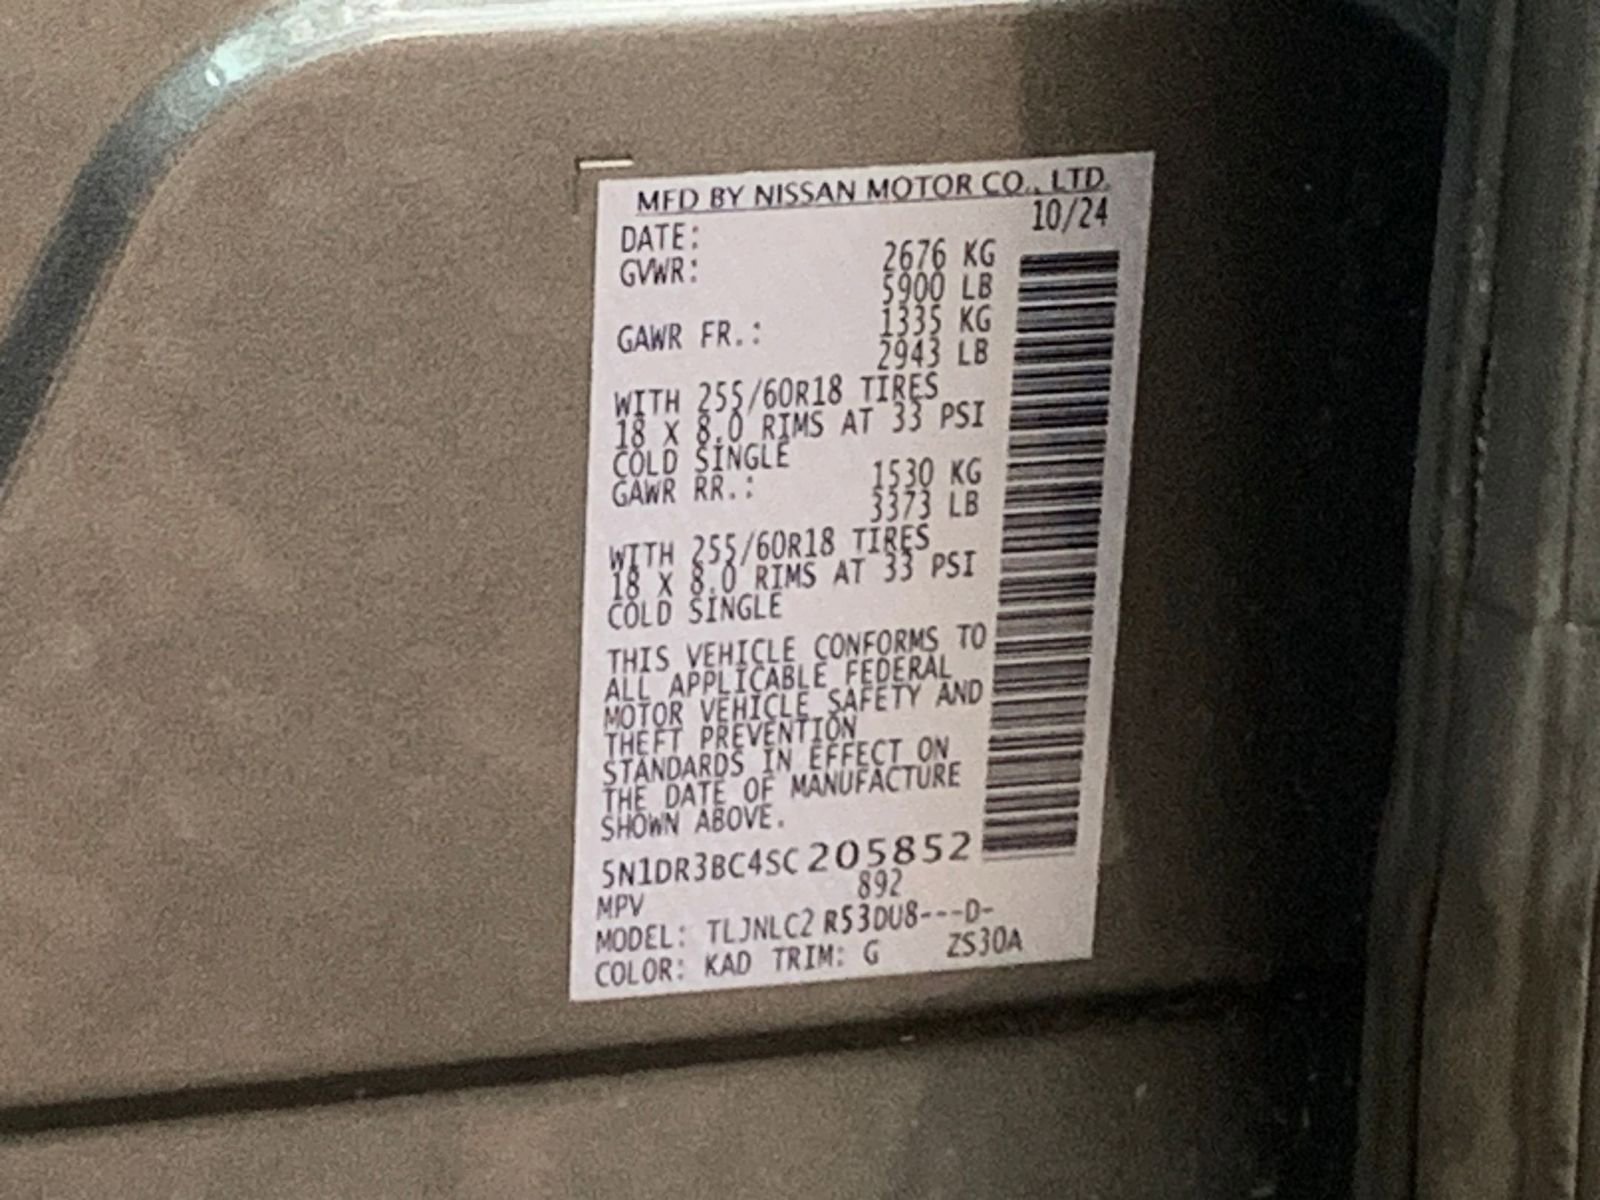 MFD BY NISSAN MOTOR CO., LTD.
DATE: 10/24
GVWR: 2676 KG
5900 LB
GAWR FR.: 1335 KG
2943 LB
WITH 255/60R18 TIRES
18 X 8.0 RIMS AT 33 PSI
COLD SINGLE
GAWR RR.: 1530 KG
3373 LB
WITH 255/60R18 TIRES
18 X 8.0 RIMS AT 33 PSI
COLD SINGLE
THIS VEHICLE CONFORMS TO
ALL APPLICABLE FEDERAL
MOTOR VEHICLE SAFETY AND
THEFT PREVENTION
STANDARDS IN EFFECT ON
THE DATE OF MANUFACTURE
SHOWN ABOVE.
5N1DR3BC4SC205852
MPV 892
MODEL: TLJNLC2 R53DU8---D-
COLOR: KAD TRIM: G ZS30A